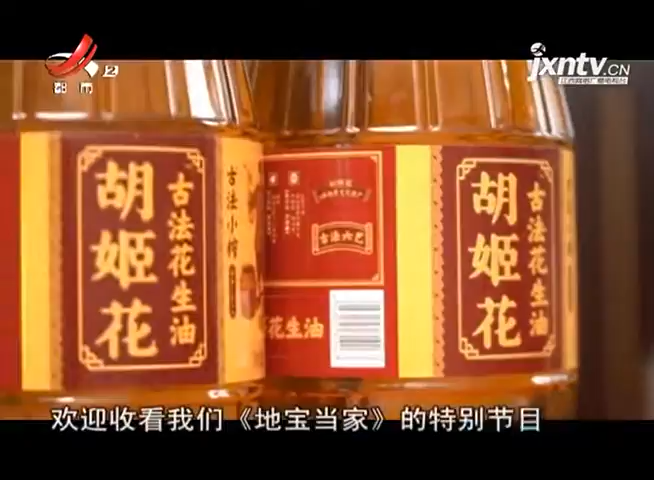 2
都市
jxntv.CN
胡姬花
古法花生油
古法小榨
古法六艺
花生油
胡姬花
古法花生油
欢迎收看我们《地宝当家》的特别节目